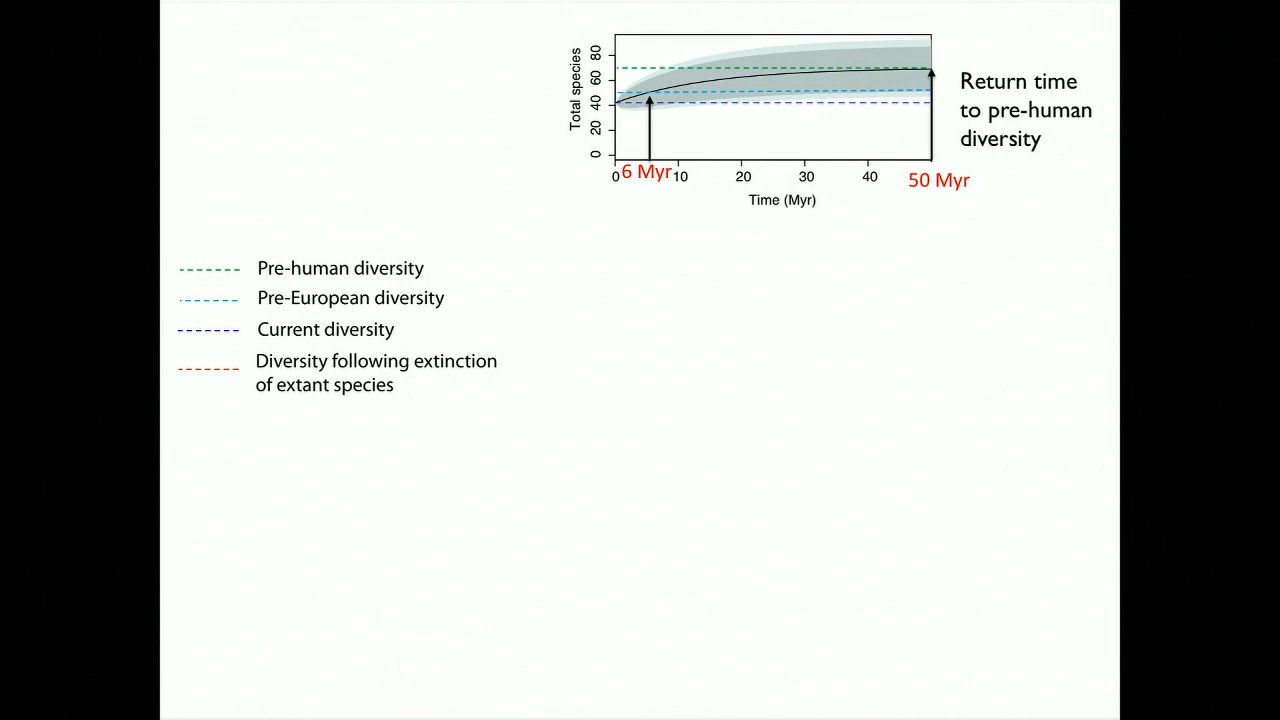 Total species
80
60
40
20
0
0
6 Myr
10
20
30
40
50 Myr
Time (Myr)
Return time
to pre-human
diversity
Pre-human diversity
Pre-European diversity
Current diversity
Diversity following extinction
of extant species